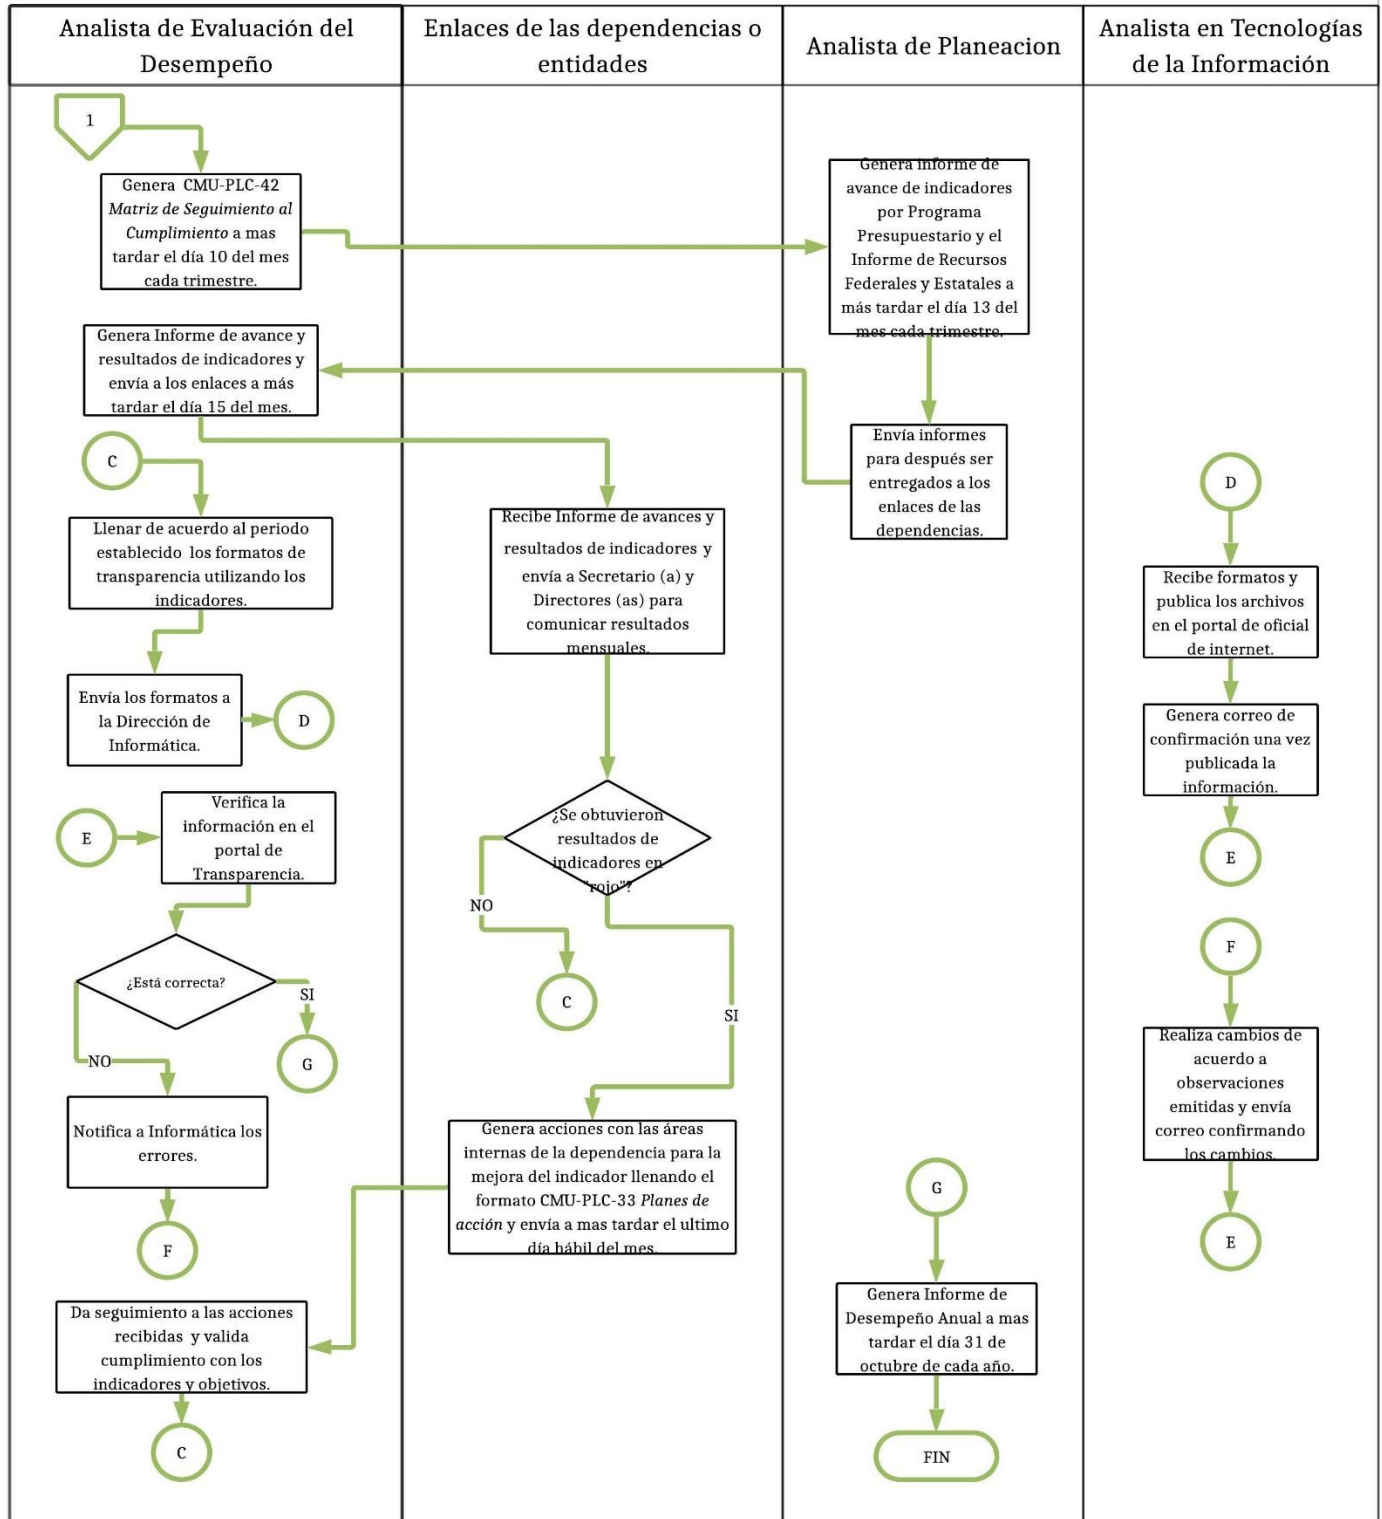 Analista de Evaluación del
Desempeño
Enlaces de las dependencias o
entidades
Analista de Planeacion
Analista en Tecnologías
de la Información
1
Genera CMU-PLC-42
Matriz de Seguimiento al
Cumplimiento a mas
tardar el día 10 del mes
cada trimestre.
Genera Informe de avance y
resultados de indicadores y
envía a los enlaces a más
tardar el día 15 del mes.
C
Llenar de acuerdo al periodo
establecido los formatos de
transparencia utilizando los
indicadores.
Envía los formatos a
la Dirección de
Informática.
D
E
Verifica la
información en el
portal de
Transparencia.
¿Está correcta?
SI
G
NO
Notifica a Informática los
errores.
F
Da seguimiento a las acciones
recibidas y valida
cumplimiento con los
indicadores y objetivos.
C
Recibe Informe de avances y
resultados de indicadores y
envía a Secretario (a) y
Directores (as) para
comunicar resultados
mensuales.
¿Se obtuvieron
resultados de
indicadores en
"rojo"?
NO
C
SI
Genera acciones con las áreas
internas de la dependencia para la
mejora del indicador llenando el
formato CMU-PLC-33 Planes de
acción y envía a mas tardar el ultimo
día hábil del mes.
Genera informe de
avance de indicadores
por Programa
Presupuestario y el
Informe de Recursos
Federales y Estatales a
más tardar el día 13 del
mes cada trimestre.
Envía informes
para después ser
entregados a los
enlaces de las
dependencias.
G
Genera Informe de
Desempeño Anual a mas
tardar el día 31 de
octubre de cada año.
FIN
D
Recibe formatos y
publica los archivos
en el portal de oficial
de internet.
Genera correo de
confirmación una vez
publicada la
información.
E
F
Realiza cambios de
acuerdo a
observaciones
emitidas y envía
correo confirmando
los cambios.
E